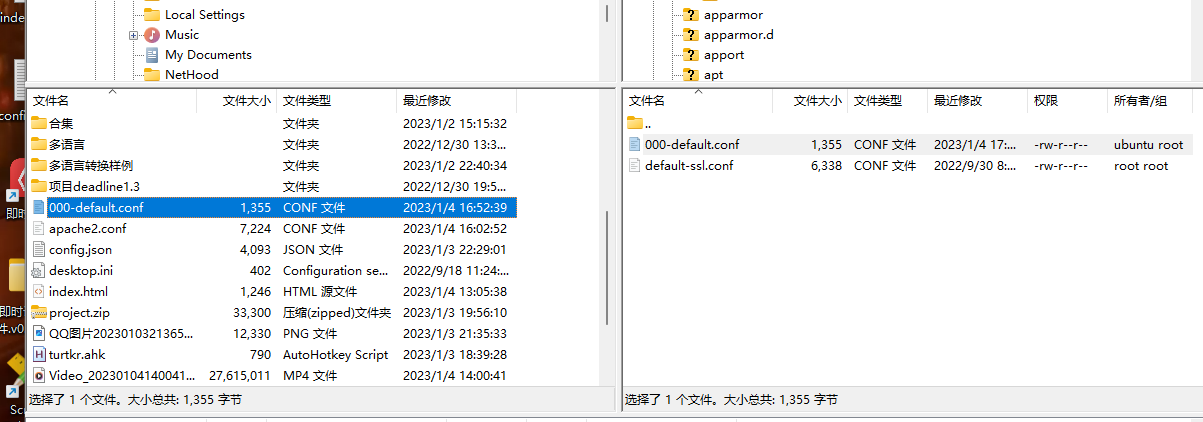 inde
Local Settings
Music
My Documents
NetHood
confi
即时
件.v0
Sc
文件名 文件大小 文件类型 最近修改
合集 文件夹 2023/1/2 15:15:32
多语言 文件夹 2022/12/30 13:3...
多语言转换样例 文件夹 2023/1/2 22:40:34
项目deadline1.3 文件夹 2022/12/30 19:5...
000-default.conf 1,355 CONF 文件 2023/1/4 16:52:39
apache2.conf 7,224 CONF 文件 2023/1/4 16:02:52
config.json 4,093 JSON 文件 2023/1/3 22:29:01
desktop.ini 402 Configuration se... 2022/9/18 11:24:...
index.html 1,246 HTML 源文件 2023/1/4 13:05:38
project.zip 33,300 压缩(zipped)文件夹 2023/1/3 19:56:10
QQ图片2023010321365... 12,330 PNG 文件 2023/1/3 21:35:33
turtkr.ahk 790 AutoHotkey Script 2023/1/3 18:39:28
Video_20230104140041... 27,615,011 MP4 文件 2023/1/4 14:00:41
选择了 1 个文件。大小总共: 1,355 字节
apparmor
apparmor.d
apport
apt
文件名 文件大小 文件类型 最近修改 权限 所有者/组
..
000-default.conf 1,355 CONF 文件 2023/1/4 17:... -rw-r--r-- ubuntu root
default-ssl.conf 6,338 CONF 文件 2022/9/30 8:... -rw-r--r-- root root
选择了 1 个文件。大小总共: 1,355 字节